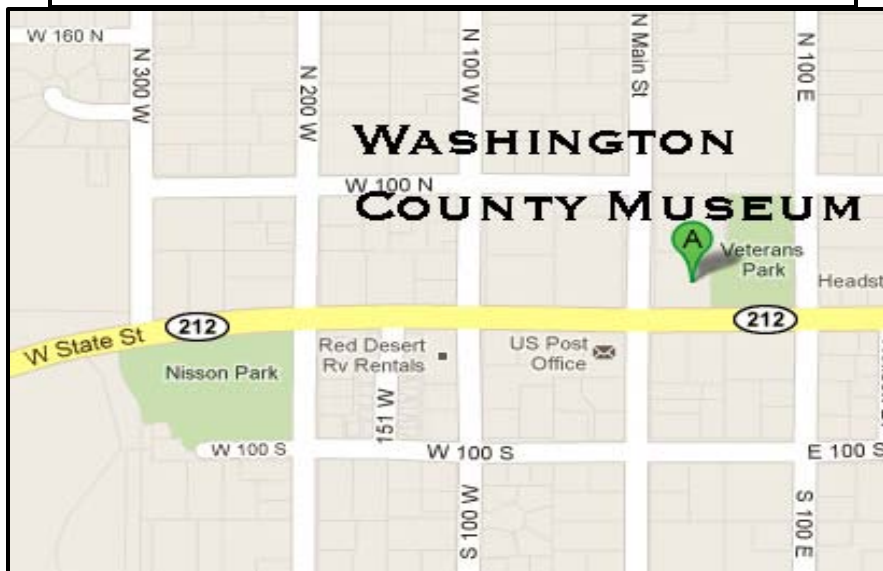 W 160 N
N 300 W
N 200 W
N 100 W
N Main St
N 100 E
WASHINGTON
W 100 N
COUNTY MUSEUM
A
Veterans
Park
Headst
212
212
W State St
Nisson Park
Red Desert
Rv Rentals
US Post
Office
151 W
W 100 S
W 100 S
E 100 S
S 100 W
S 100 E